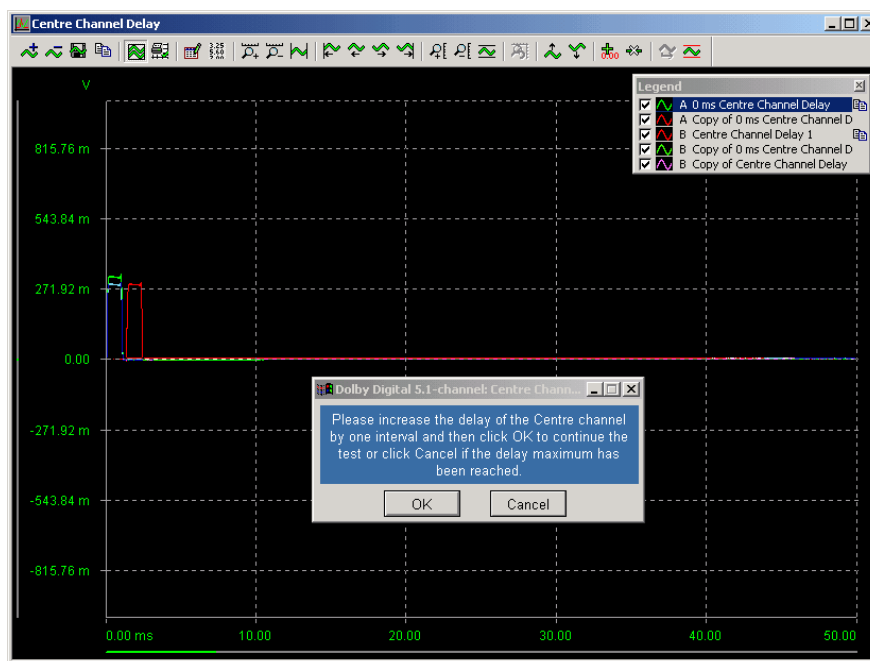 Centre Channel Delay
V
Legend
A 0 ms Centre Channel Delay
A Copy of 0 ms Centre Channel D
B Centre Channel Delay 1
B Copy of 0 ms Centre Channel D
B Copy of Centre Channel Delay
815.76 m
543.84 m
271.92 m
0.00
-271.92 m
-543.84 m
-815.76 m
Dolby Digital 5.1-channel: Centre Chann...
Please increase the delay of the Centre channel
by one interval and then click OK to continue the
test or click Cancel if the delay maximum has
been reached.
OK Cancel
0.00 ms 10.00 20.00 30.00 40.00 50.00